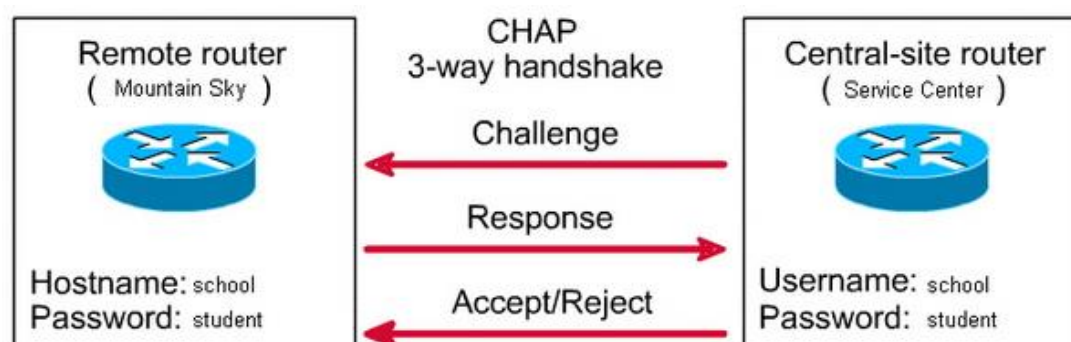 Remote router
( Mountain Sky )
Hostname: school
Password: student
CHAP
3-way handshake
Challenge
Response
Accept/Reject
Central-site router
( Service Center )
Username: school
Password: student